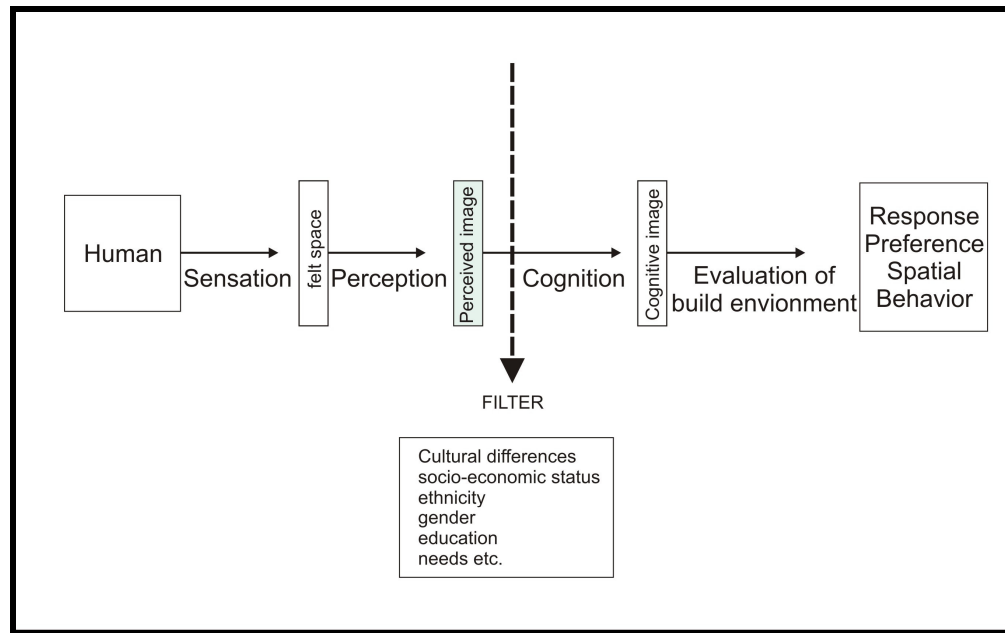 Human
Sensation
felt space
Perception
Perceived image
Cognition
Cognitive image
Evaluation of
build envionment
Response
Preference
Spatial
Behavior
FILTER
Cultural differences
socio-economic status
ethnicity
gender
education
needs etc.